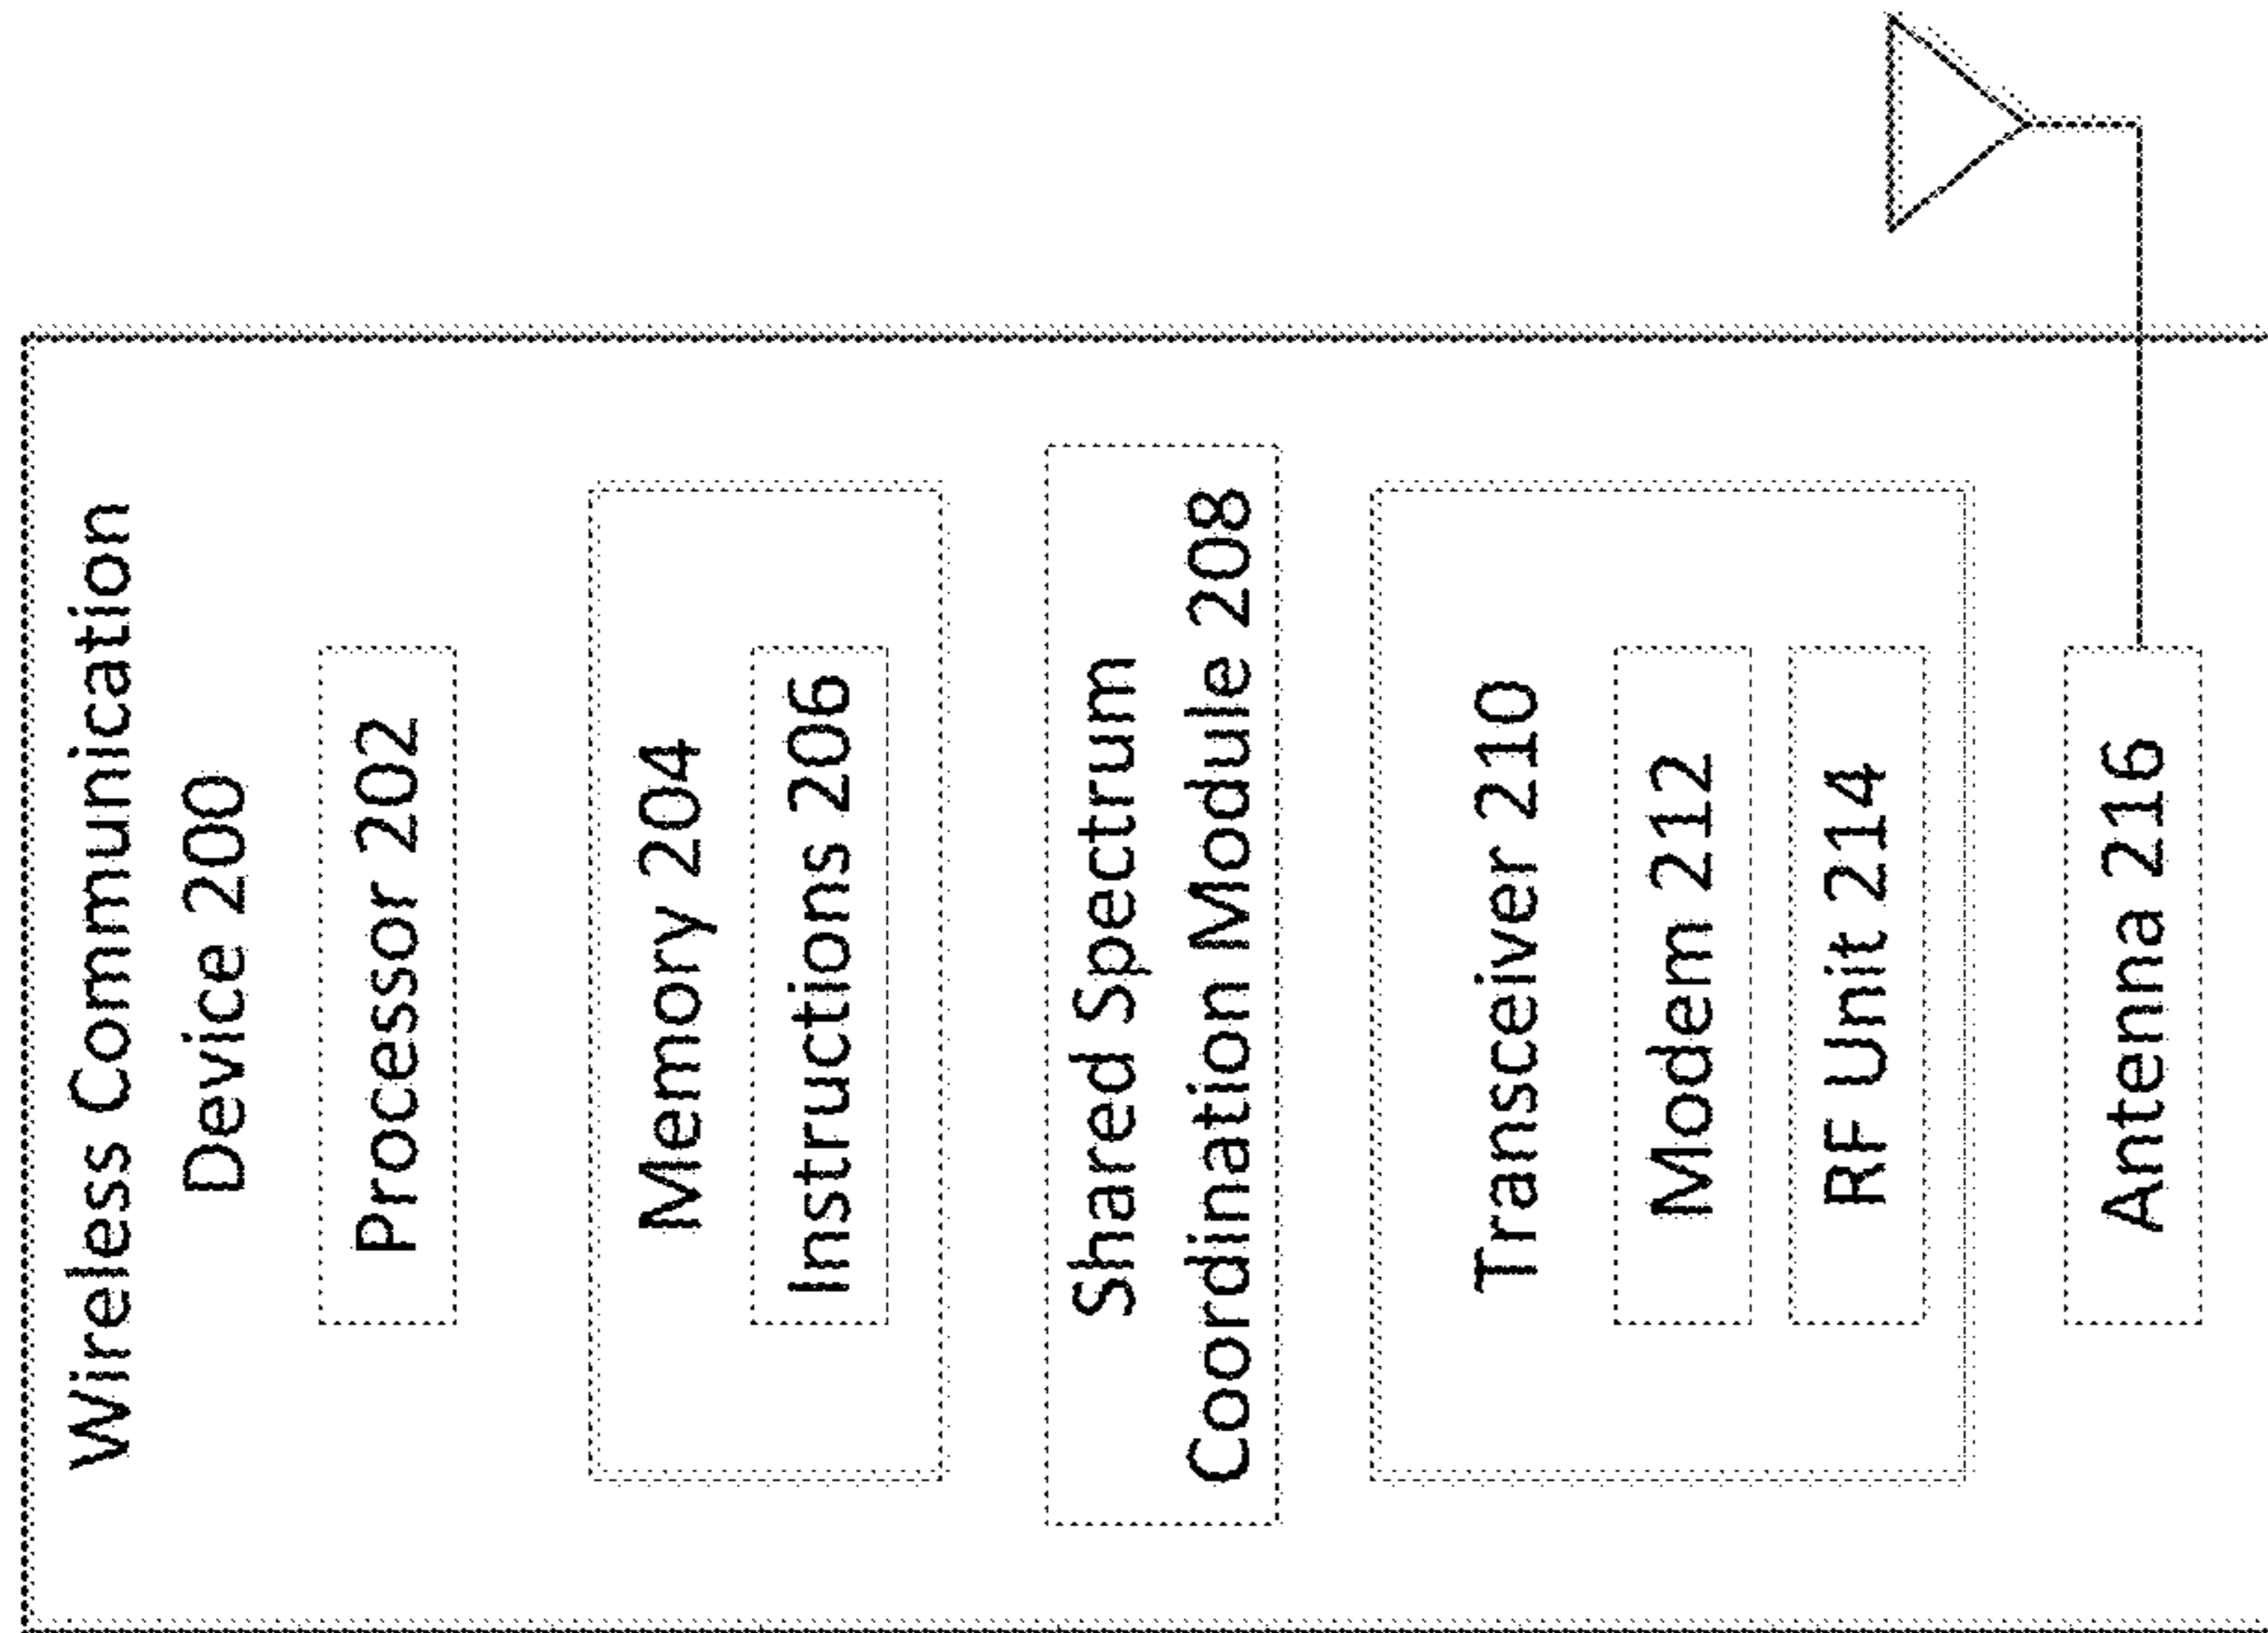 Wireless Communication
Device 200
Processor 202
Memory 204
Instructions 206
Shared Spectrum
Coordination Module 208
Transceiver 210
Modem 212
RF Unit 214
Antenna 216